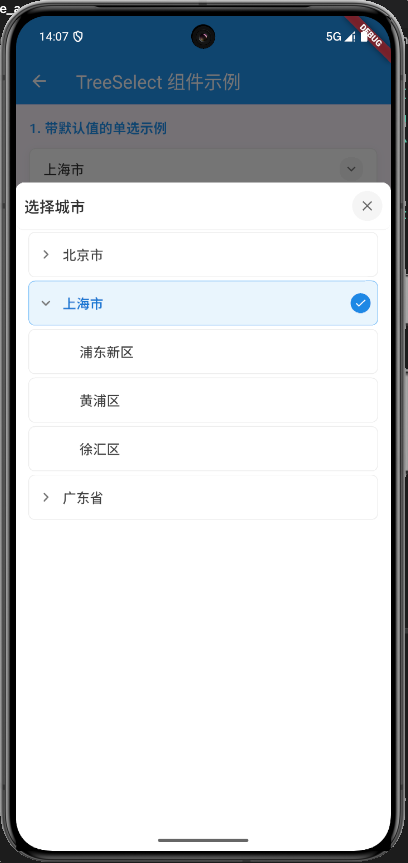 14:07
5G
DEBUG
TreeSelect 组件示例
1. 带默认值的单选示例
上海市
选择城市
北京市
上海市
浦东新区
黄浦区
徐汇区
广东省